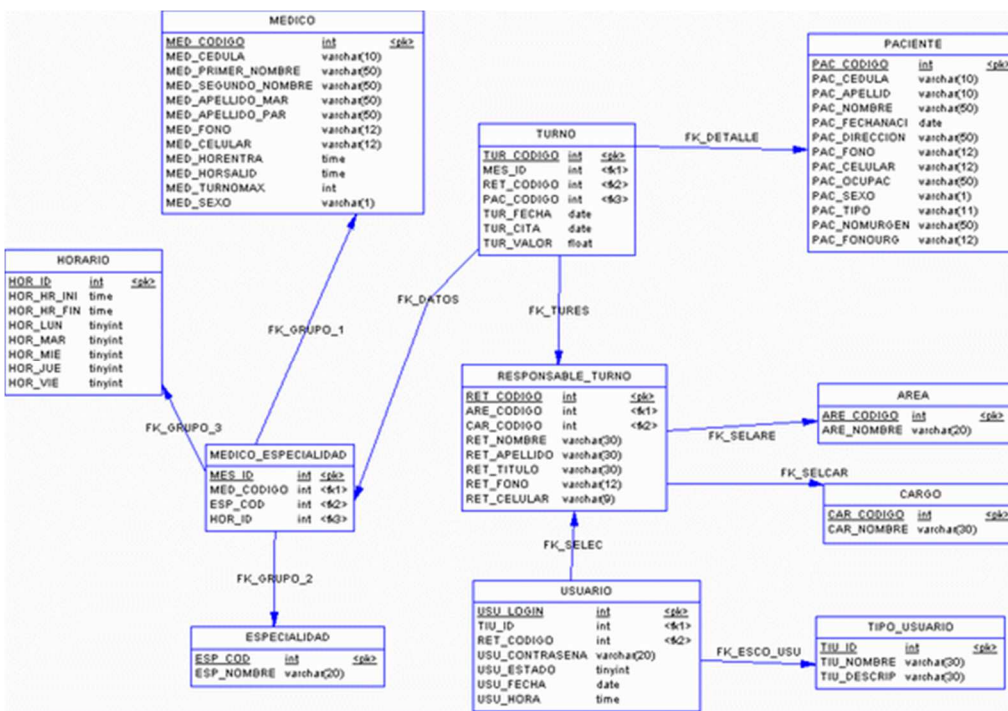 MEDICO
MED_CODIGO int <pk>
MED_CEDULA varchar(10)
MED_PRIMER_NOMBRE varchar(50)
MED_SEGUNDO_NOMBRE varchar(50)
MED_APELLIDO_MAR varchar(50)
MED_APELLIDO_PAR varchar(50)
MED_FONO varchar(12)
MED_CELULAR varchar(12)
MED_HORENTRA time
MED_HORSALID time
MED_TURNOMAX int
MED_SEXO varchar(1)
PACIENTE
PAC_CODIGO int <pk>
PAC_CEDULA varchar(10)
PAC_APELLID varchar(10)
PAC_NOMBRE varchar(50)
PAC_FECHANACI date
PAC_DIRECCION varchar(50)
PAC_FONO varchar(12)
PAC_CELULAR varchar(12)
PAC_OCUPAC varchar(50)
PAC_SEXO varchar(1)
PAC_TIPO varchar(11)
PAC_NOMURGEN varchar(50)
PAC_FONOURG varchar(12)
TURNO
TUR_CODIGO int <pk>
MES_ID int <fk1>
RET_CODIGO int <fk2>
PAC_CODIGO int <fk3>
TUR_FECHA date
TUR_CITA date
TUR_VALOR float
FK_DETALLE
HORARIO
HOR_ID int <pk>
HOR_HR_INI time
HOR_HR_FIN time
HOR_LUN tinyint
HOR_MAR tinyint
HOR_MIE tinyint
HOR_JUE tinyint
HOR_VIE tinyint
FK_GRUPO_1
FK_DATOS
FK_TURES
FK_GRUPO_3
RESPONSABLE_TURNO
RET_CODIGO int <pk>
ARE_CODIGO int <fk1>
CAR_CODIGO int <fk2>
RET_NOMBRE varchar(30)
RET_APELLIDO varchar(30)
RET_TITULO varchar(30)
RET_FONO varchar(12)
RET_CELULAR varchar(9)
FK_SELARE
AREA
ARE_CODIGO int <pk>
ARE_NOMBRE varchar(20)
FK_SELCAR
CARGO
CAR_CODIGO int <pk>
CAR_NOMBRE varchar(30)
MEDICO_ESPECIALIDAD
MES_ID int <pk>
MED_CODIGO int <fk1>
ESP_COD int <fk2>
HOR_ID int <fk3>
FK_GRUPO_2
FK_SELEC
ESPECIALIDAD
ESP_COD int <pk>
ESP_NOMBRE varchar(20)
USUARIO
USU_LOGIN int <pk>
TIU_ID int <fk1>
RET_CODIGO int <fk2>
USU_CONTRASENA varchar(20)
USU_ESTADO tinyint
USU_FECHA date
USU_HORA time
FK_ESCO_USU
TIPO_USUARIO
TIU_ID int <pk>
TIU_NOMBRE varchar(30)
TIU_DESCRIP varchar(30)